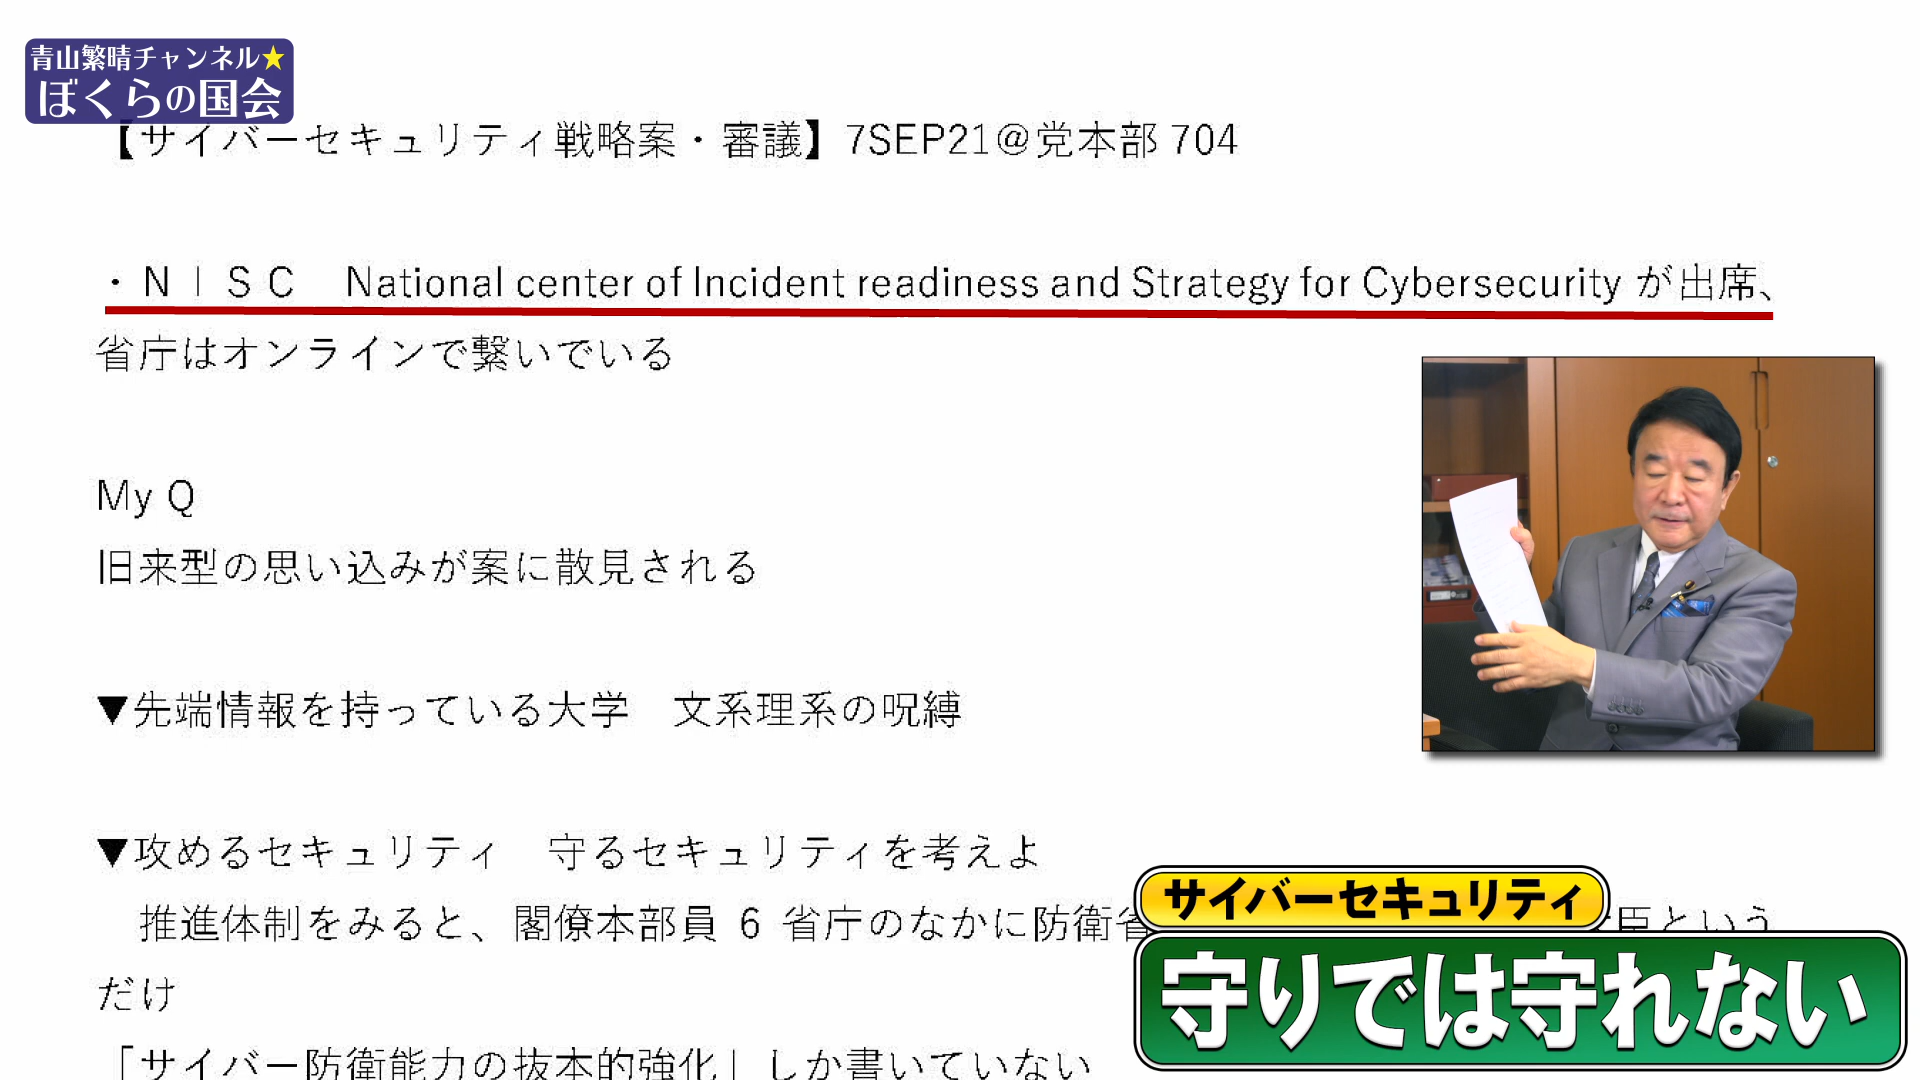 青山繁晴チャンネル★
ぼくらの国会
【サイバーセキュリティ戦略案・審議】7SEP21@党本部 704
・ＮＩＳＣ　National center of Incident readiness and Strategy for Cybersecurity が出席、
省庁はオンラインで繋いでいる
My Q
旧来型の思い込みが案に散見される
▼先端情報を持っている大学　文系理系の呪縛
▼攻めるセキュリティ　守るセキュリティを考えよ
推進体制をみると、閣僚本部員 6 省庁のなかに防衛省 臣という
だけ
「サイバー防衛能力の抜本的強化」しか書いていない
サイバーセキュリティ
守りでは守れない